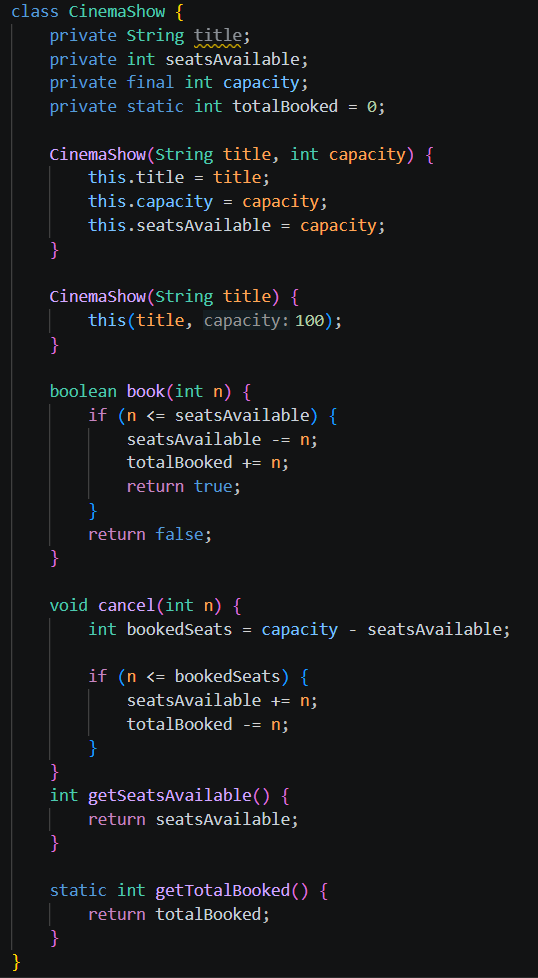 class CinemaShow {
    private String title;
    private int seatsAvailable;
    private final int capacity;
    private static int totalBooked = 0;

    CinemaShow(String title, int capacity) {
        this.title = title;
        this.capacity = capacity;
        this.seatsAvailable = capacity;
    }

    CinemaShow(String title) {
        this(title, capacity: 100);
    }

    boolean book(int n) {
        if (n <= seatsAvailable) {
            seatsAvailable -= n;
            totalBooked += n;
            return true;
        }
        return false;
    }

    void cancel(int n) {
        int bookedSeats = capacity - seatsAvailable;

        if (n <= bookedSeats) {
            seatsAvailable += n;
            totalBooked -= n;
        }
    }
    int getSeatsAvailable() {
        return seatsAvailable;
    }

    static int getTotalBooked() {
        return totalBooked;
    }
}